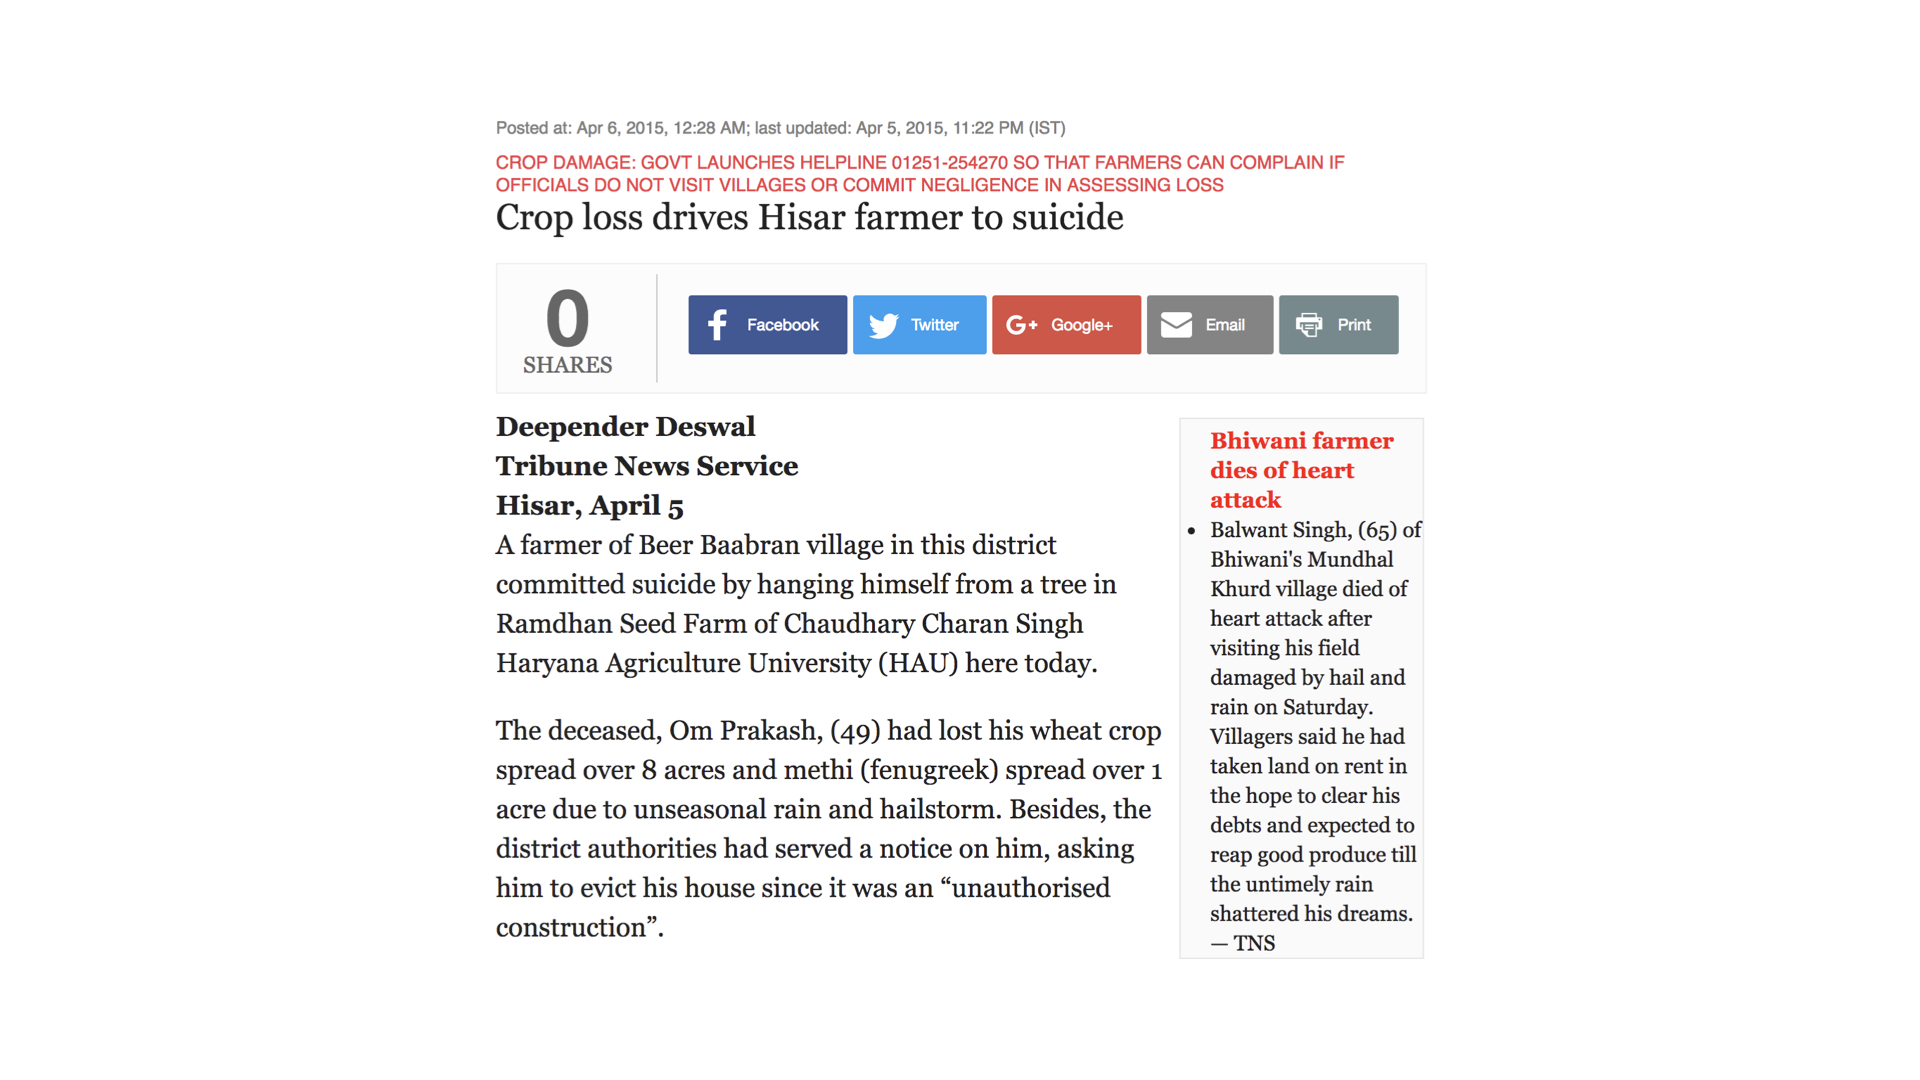 Posted at: Apr 6, 2015, 12:28 AM; last updated: Apr 5, 2015, 11:22 PM (IST)
CROP DAMAGE: GOVT LAUNCHES HELPLINE 01251-254270 SO THAT FARMERS CAN COMPLAIN IF
OFFICIALS DO NOT VISIT VILLAGES OR COMMIT NEGLIGENCE IN ASSESSING LOSS
Crop loss drives Hisar farmer to suicide
0
SHARES
Facebook
Twitter
G+ Google+
Email
Print
Deepender Deswal
Tribune News Service
Hisar, April 5
A farmer of Beer Baabran village in this district
committed suicide by hanging himself from a tree in
Ramdhan Seed Farm of Chaudhary Charan Singh
Haryana Agriculture University (HAU) here today.
The deceased, Om Prakash, (49) had lost his wheat crop
spread over 8 acres and methi (fenugreek) spread over 1
acre due to unseasonal rain and hailstorm. Besides, the
district authorities had served a notice on him, asking
him to evict his house since it was an “unauthorised
construction”.
Bhiwani farmer
dies of heart
attack
• Balwant Singh, (65) of
Bhiwani's Mundhal
Khurd village died of
heart attack after
visiting his field
damaged by hail and
rain on Saturday.
Villagers said he had
taken land on rent in
the hope to clear his
debts and expected to
reap good produce till
the untimely rain
shattered his dreams.
— TNS